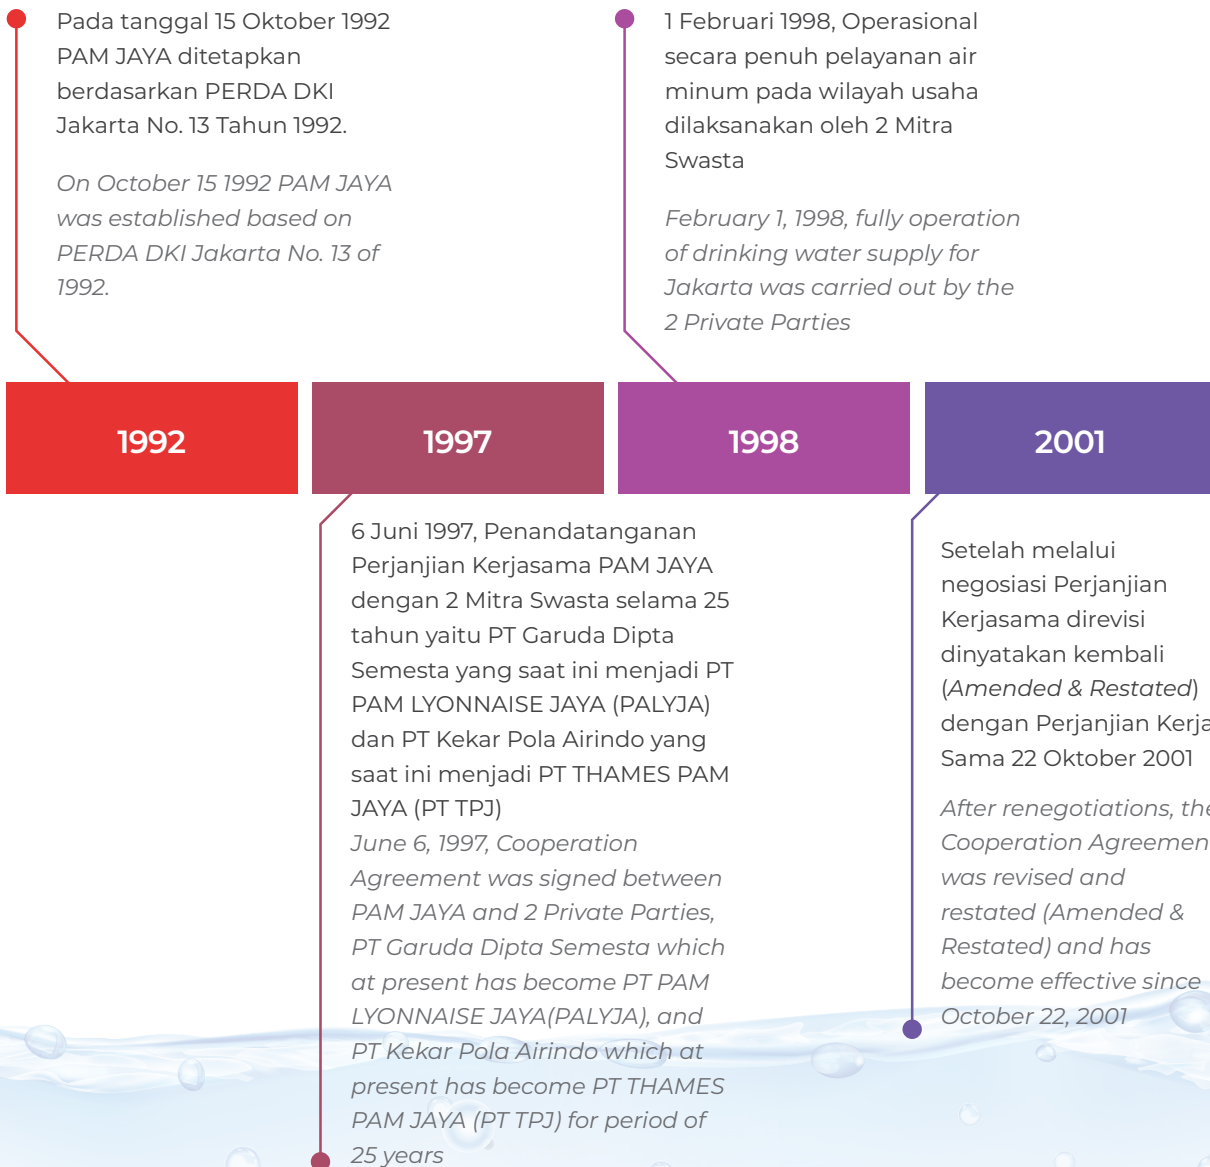 Pada tanggal 15 Oktober 1992
PAM JAYA ditetapkan
berdasarkan PERDA DKI
Jakarta No. 13 Tahun 1992.
On October 15 1992 PAM JAYA
was established based on
PERDA DKI Jakarta No. 13 of
1992.
1 Februari 1998, Operasional
secara penuh pelayanan air
minum pada wilayah usaha
dilaksanakan oleh 2 Mitra
Swasta
February 1, 1998, fully operation
of drinking water supply for
Jakarta was carried out by the
2 Private Parties
1992
1997
1998
2001
6 Juni 1997, Penandatanganan
Perjanjian Kerjasama PAM JAYA
dengan 2 Mitra Swasta selama 25
tahun yaitu PT Garuda Dipta
Semesta yang saat ini menjadi PT
PAM LYONNAISE JAYA (PALYJA)
dan PT Kekar Pola Airindo yang
saat ini menjadi PT THAMES PAM
JAYA (PT TPJ)
June 6, 1997, Cooperation
Agreement was signed between
PAM JAYA and 2 Private Parties,
PT Garuda Dipta Semesta which
at present has become PT PAM
LYONNAISE JAYA(PALYJA), and
PT Kekar Pola Airindo which at
present has become PT THAMES
PAM JAYA (PT TPJ) for period of
25 years
Setelah melalui
negosiasi Perjanjian
Kerjasama direvisi
dinyatakan kembali
(Amended & Restated)
dengan Perjanjian Kerja
Sama 22 Oktober 2001
After renegotiations, the
Cooperation Agreemen
was revised and
restated (Amended &
Restated) and has
become effective since
October 22, 2001